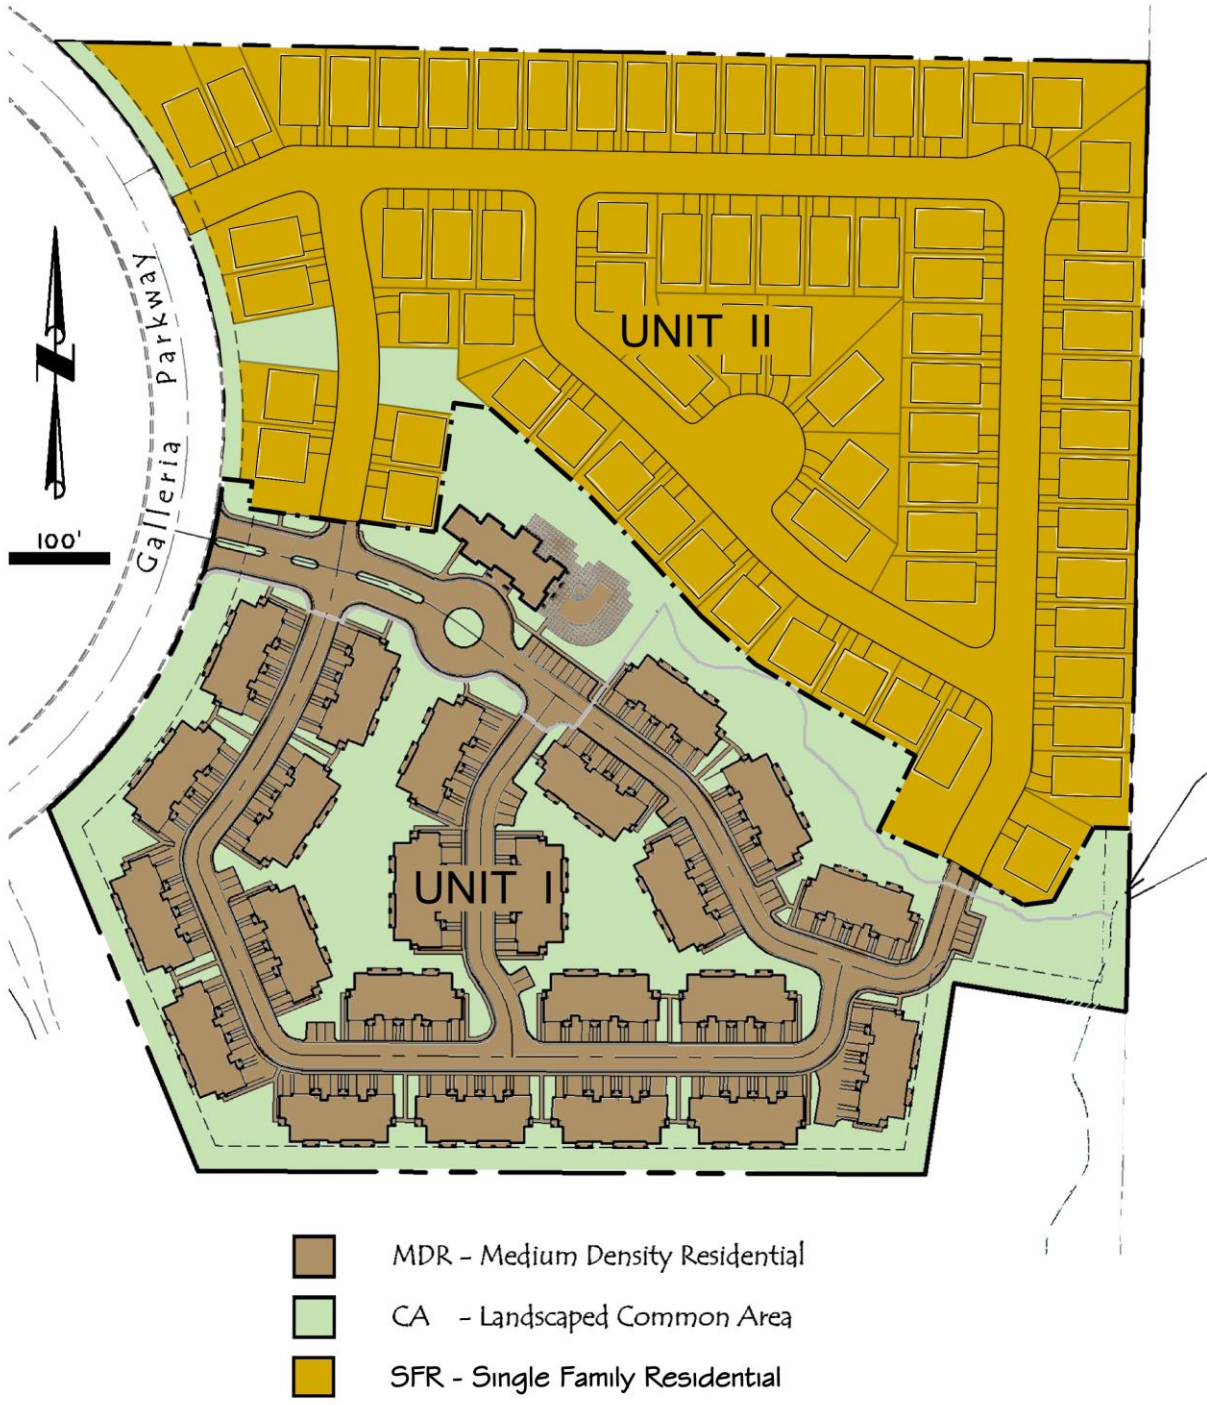 UNIT II
Galleria Parkway
N
100'
UNIT I
MDR - Medium Density Residential
CA - Landscaped Common Area
SFR - Single Family Residential